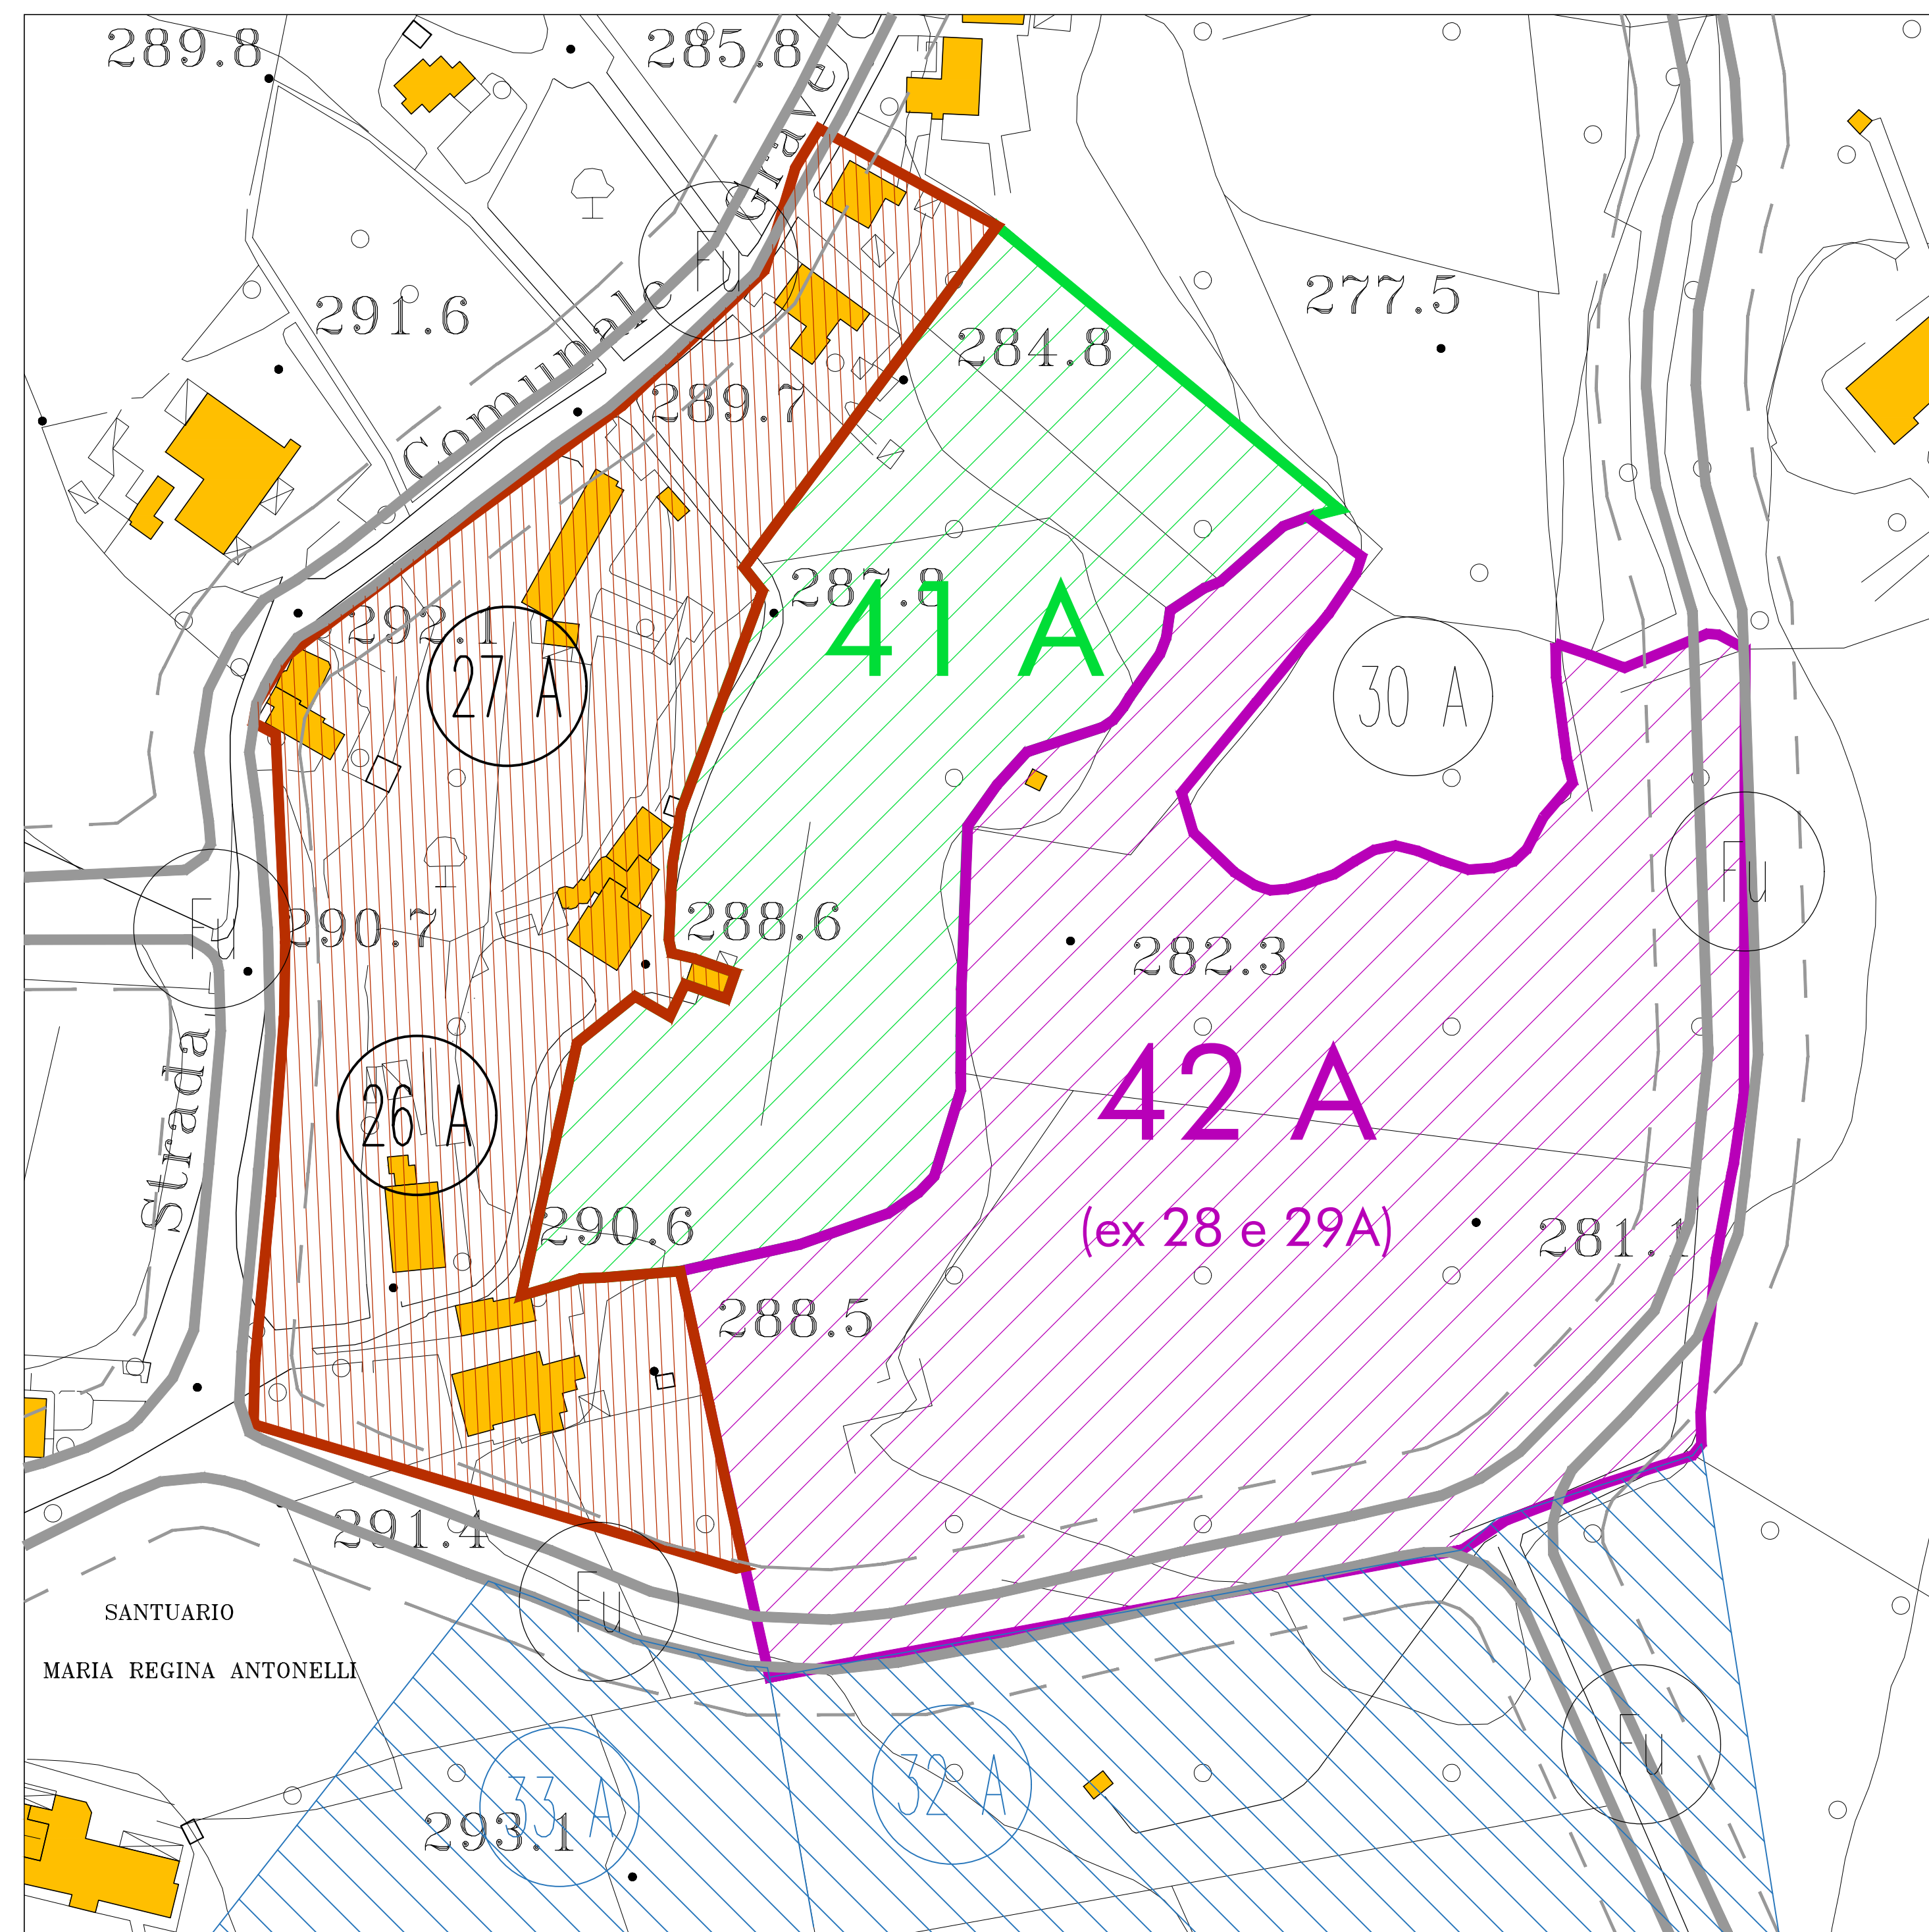 289.8
285.8
Grave
Fu
291.6
277.5
Comunale
284.8
289.7
287.8
41 A
292.1
27 A
30 A
Fu
290.7
Fu
288.6
282.3
Strada
26 A
42 A
290.6
(ex 28 e 29A)
281.1
288.5
291.4
Fu
SANTUARIO
MARIA REGINA ANTONELLI
Fu
33 A
32 A
293.1